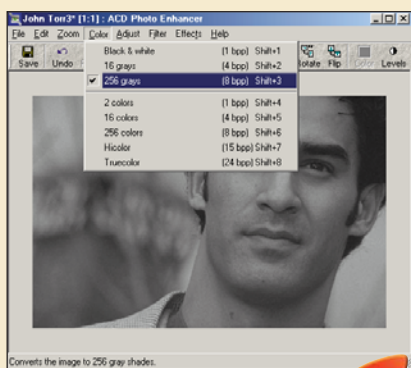 John Torr3* [1:1] : ACD Photo Enhancer
File Edit Zoom Color Adjust Filter Effects Help
Save Undo Rotate Flip Color Levels
Black & white (1 bpp) Shift+1
16 grays (4 bpp) Shift+2
256 grays (8 bpp) Shift+3
2 colors (1 bpp) Shift+4
16 colors (4 bpp) Shift+5
256 colors (8 bpp) Shift+6
Hicolor (15 bpp) Shift+7
Truecolor (24 bpp) Shift+8
Converts the image to 256 gray shades.